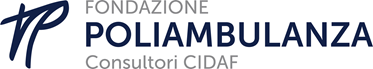 FONDAZIONE
POLIAMBULANZA
Consultori CIDAF